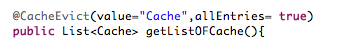 @CacheEvict(value="Cache",allEntries= true)
public List<Cache> getListOFCache(){